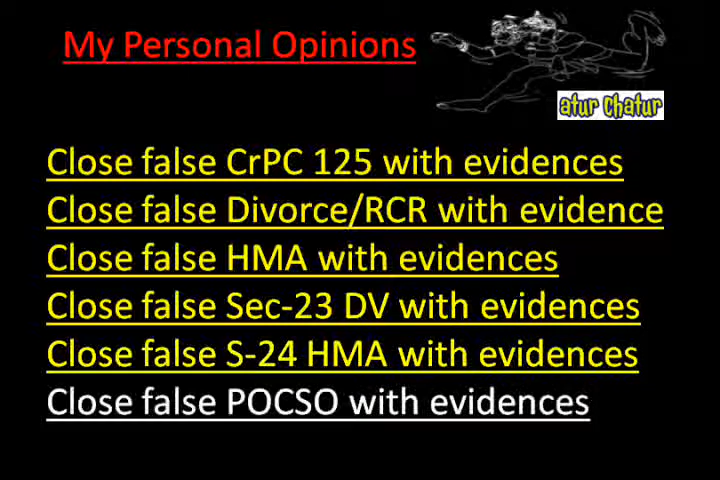 My Personal Opinions
atur chatur
Close false CrPC 125 with evidences
Close false Divorce/RCR with evidence
Close false HMA with evidences
Close false Sec-23 DV with evidences
Close false S-24 HMA with evidences
Close false POCSO with evidences